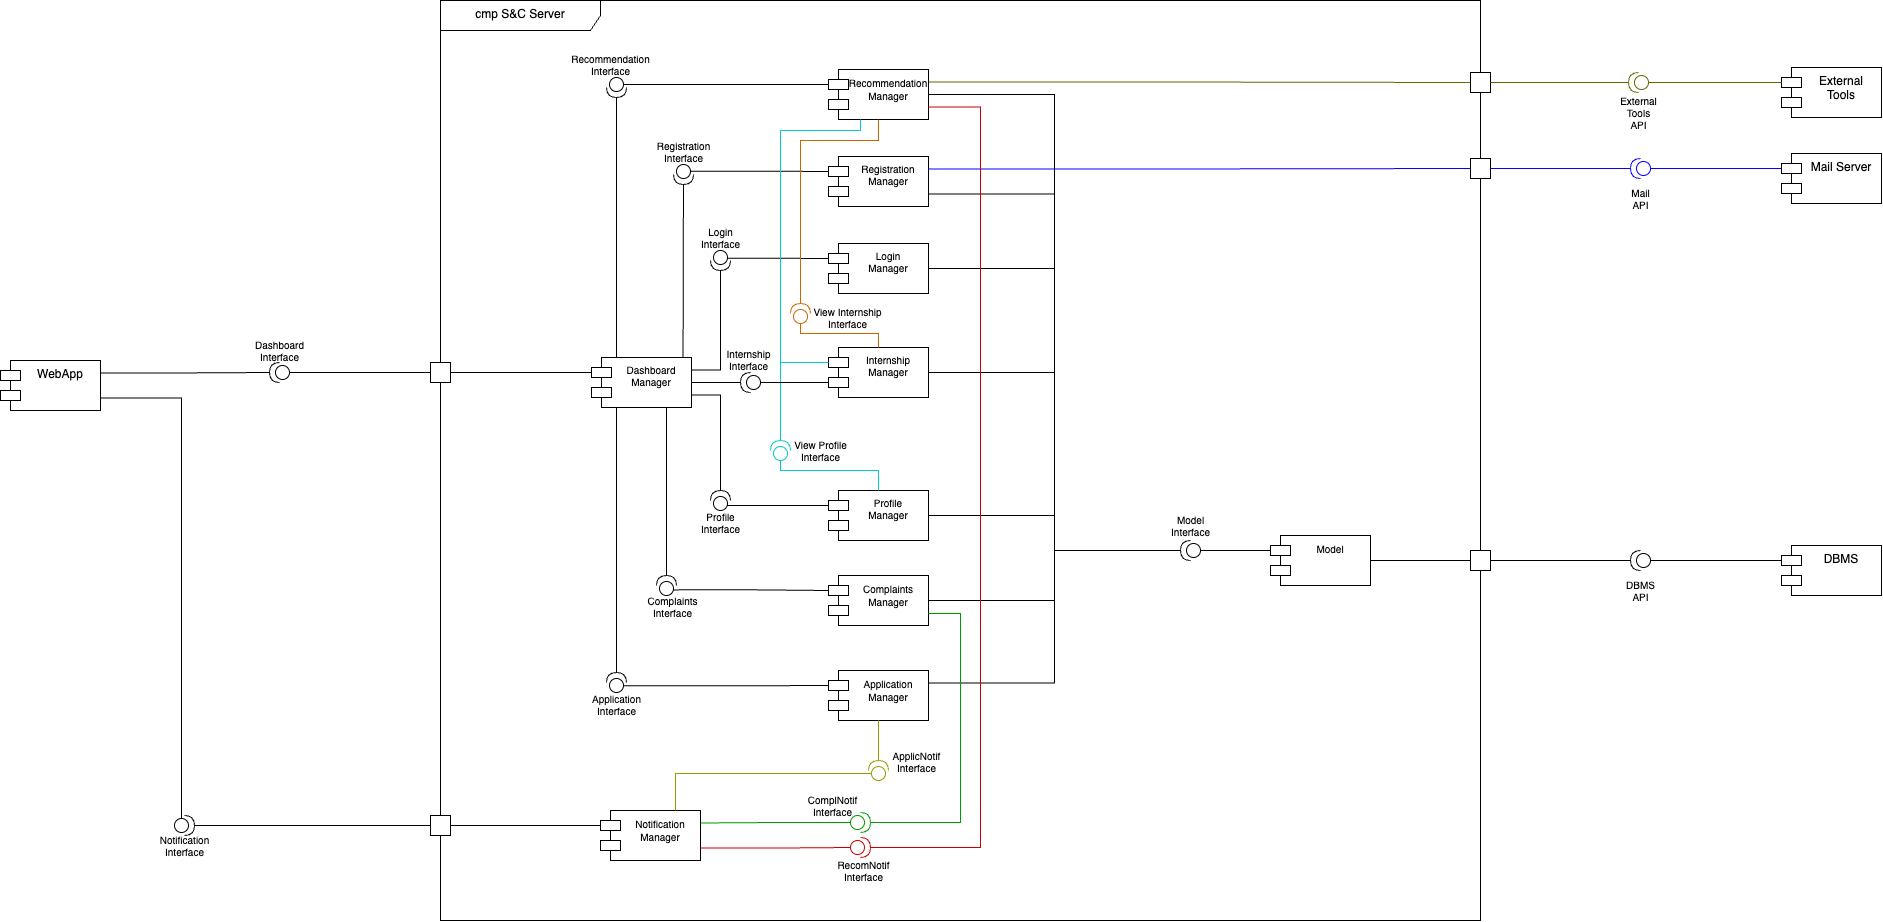 cmp S&C Server
Recommendation
Interface
Recommendation
Manager
External
Tools
External
Tools
API
Registration
Interface
Registration
Manager
Mail Server
Mail
API
Login
Interface
Login
Manager
View Internship
Interface
Dashboard
Interface
WebApp
Dashboard
Manager
Internship
Interface
Internship
Manager
View Profile
Interface
Profile
Interface
Profile
Manager
Model
Interface
Model
DBMS
DBMS
API
Complaints
Interface
Complaints
Manager
Application
Interface
Application
Manager
ApplicNotif
Interface
ComplNotif
Interface
Notification
Interface
Notification
Manager
RecomNotif
Interface